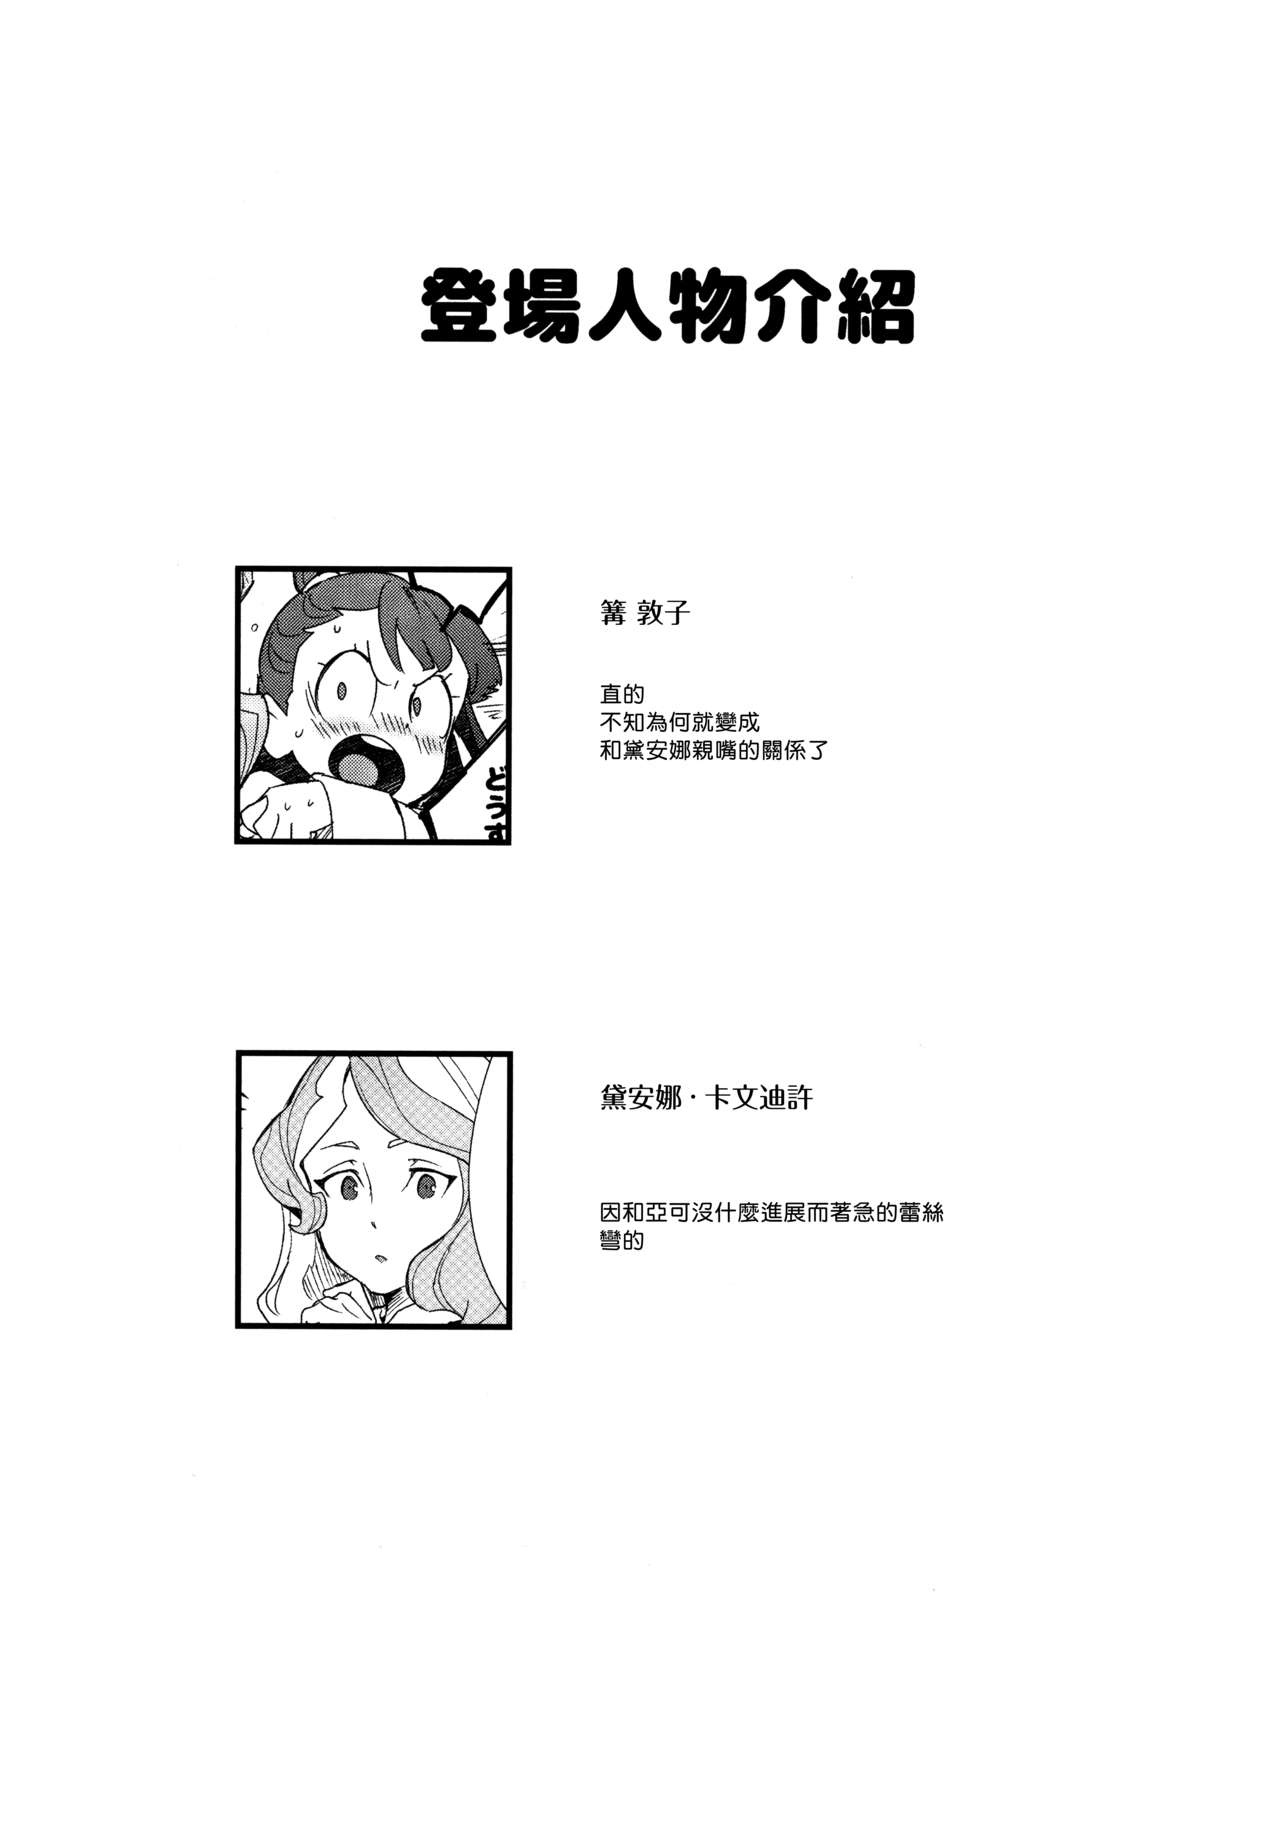 登場人物介紹
篝 敦子
直的
不知為何就變成
和黛安娜親嘴的關係了
どうす
黛安娜·卡文迪許
因和亞可沒什麼進展而著急的蕾絲
彎的